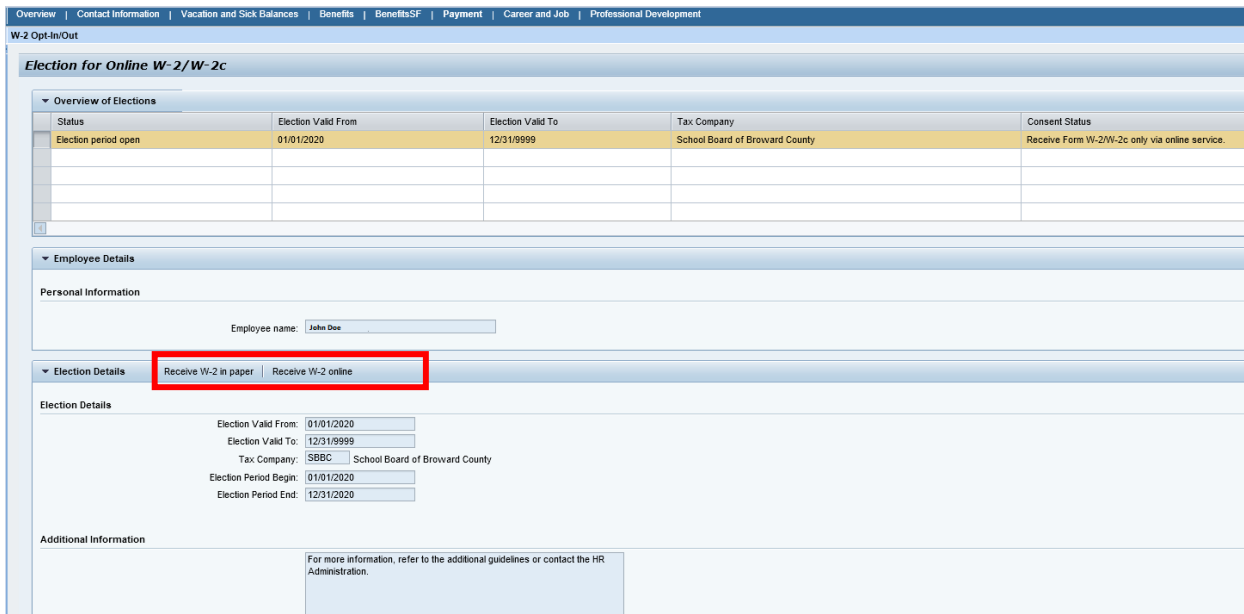 Overview | Contact Information | Vacation and Sick Balances | Benefits | BenefitsSF | Payment | Career and Job | Professional Development
W-2 Opt-In/Out
Election for Online W-2/W-2c
Overview of Elections
Status Election Valid From Election Valid To Tax Company Consent Status
Election period open 01/01/2020 12/31/9999 School Board of Broward County Receive Form W-2/W-2c only via online service.
Employee Details
Personal Information
Employee name: John Doe
Election Details Receive W-2 in paper | Receive W-2 online
Election Details
Election Valid From: 01/01/2020
Election Valid To: 12/31/9999
Tax Company: SBBC School Board of Broward County
Election Period Begin: 01/01/2020
Election Period End: 12/31/2020
Additional Information
For more information, refer to the additional guidelines or contact the HR
Administration.